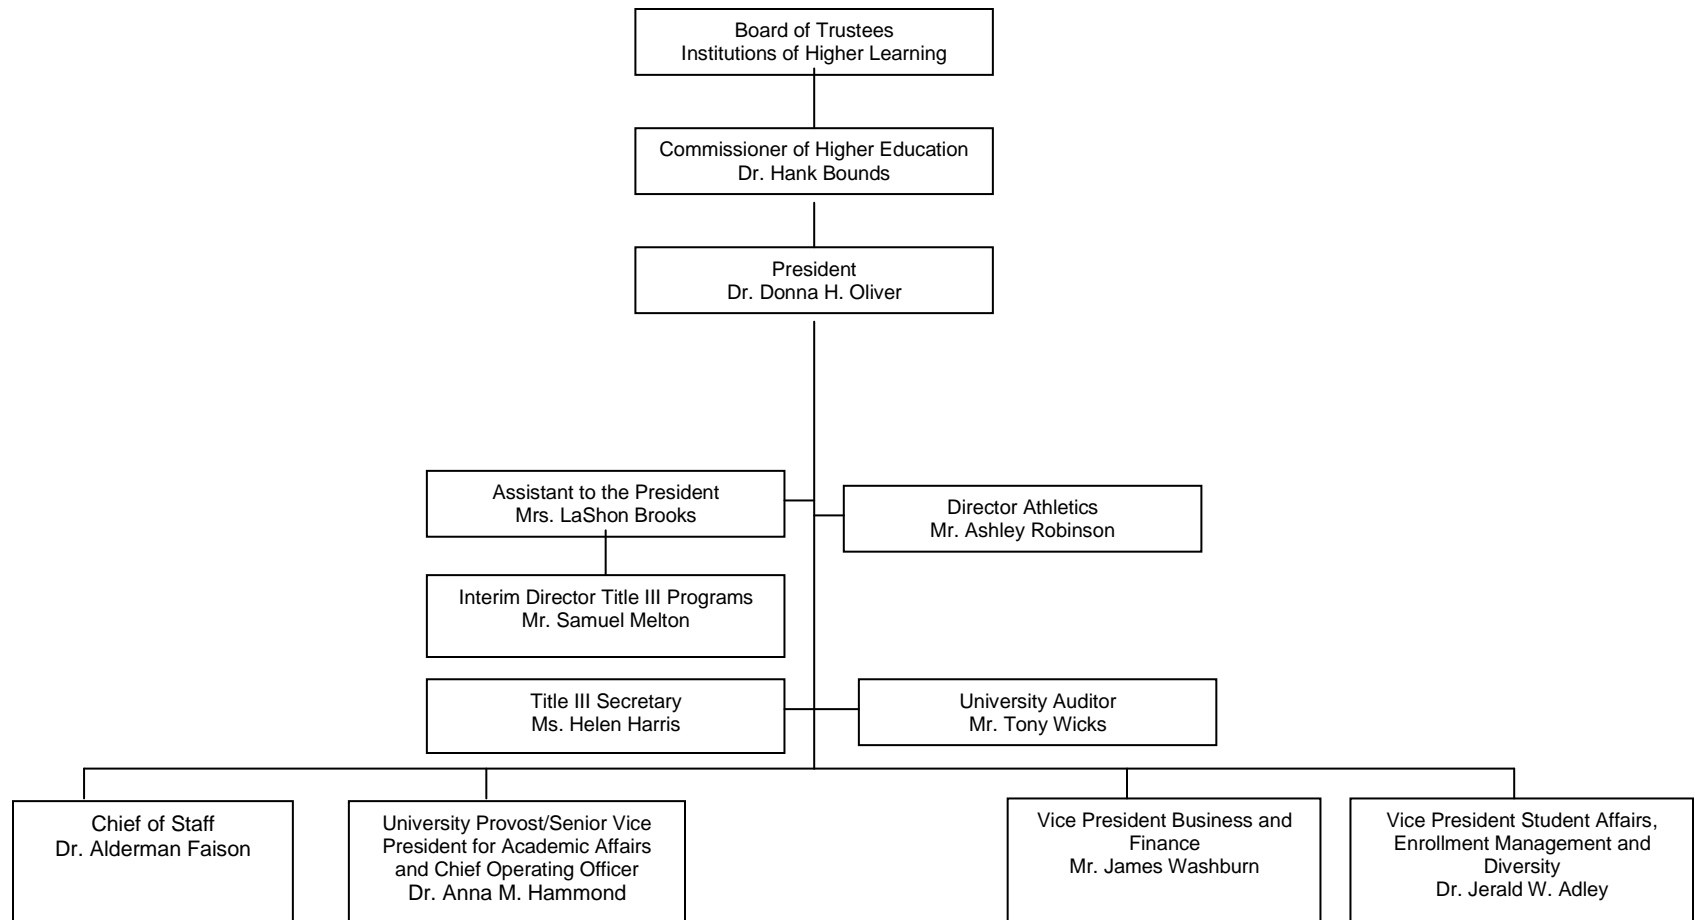 Board of Trustees
Institutions of Higher Learning
Commissioner of Higher Education
Dr. Hank Bounds
President
Dr. Donna H. Oliver
Assistant to the President
Mrs. LaShon Brooks
Director Athletics
Mr. Ashley Robinson
Interim Director Title III Programs
Mr. Samuel Melton
Title III Secretary
Ms. Helen Harris
University Auditor
Mr. Tony Wicks
Chief of Staff
Dr. Alderman Faison
University Provost/Senior Vice
President for Academic Affairs
and Chief Operating Officer
Dr. Anna M. Hammond
Vice President Business and
Finance
Mr. James Washburn
Vice President Student Affairs,
Enrollment Management and
Diversity
Dr. Jerald W. Adley